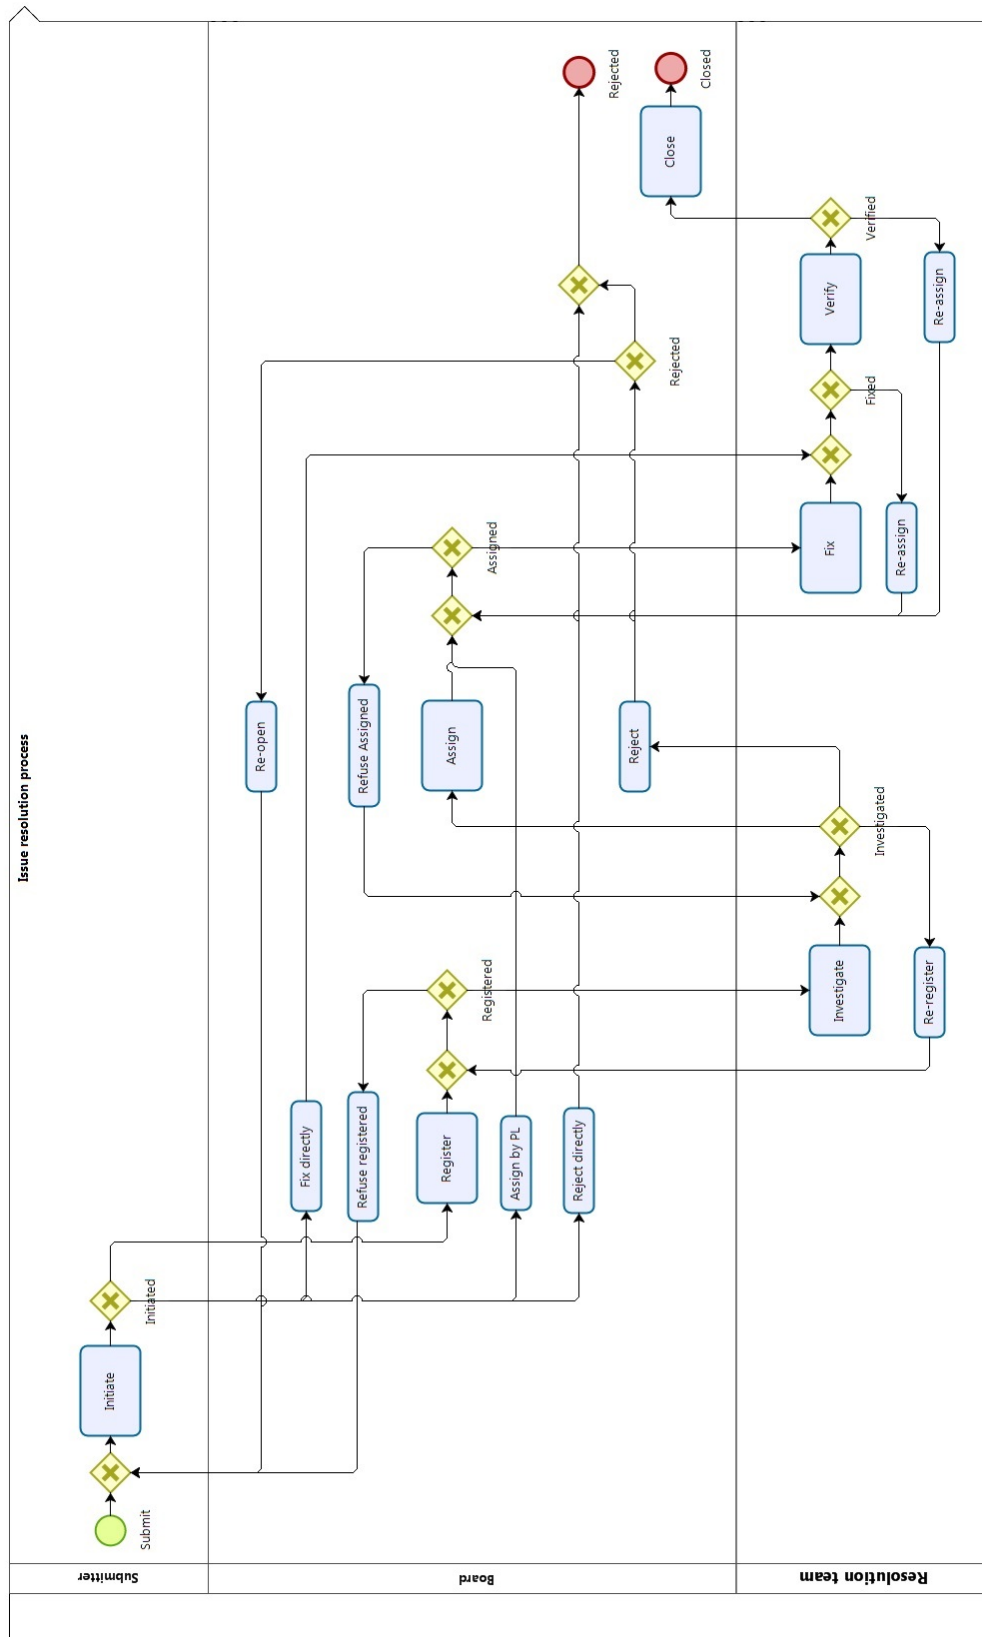 Issue resolution process
Submitter
Board
Resolution team
Submit
Initiate
Initiated
Re-open
Fix directly
Refuse registered
Register
Assign by PL
Reject directly
Registered
Refuse Assigned
Assign
Assigned
Reject
Rejected
Rejected
Close
Closed
Investigate
Re-register
Investigated
Fix
Re-assign
Fixed
Verify
Re-assign
Verified